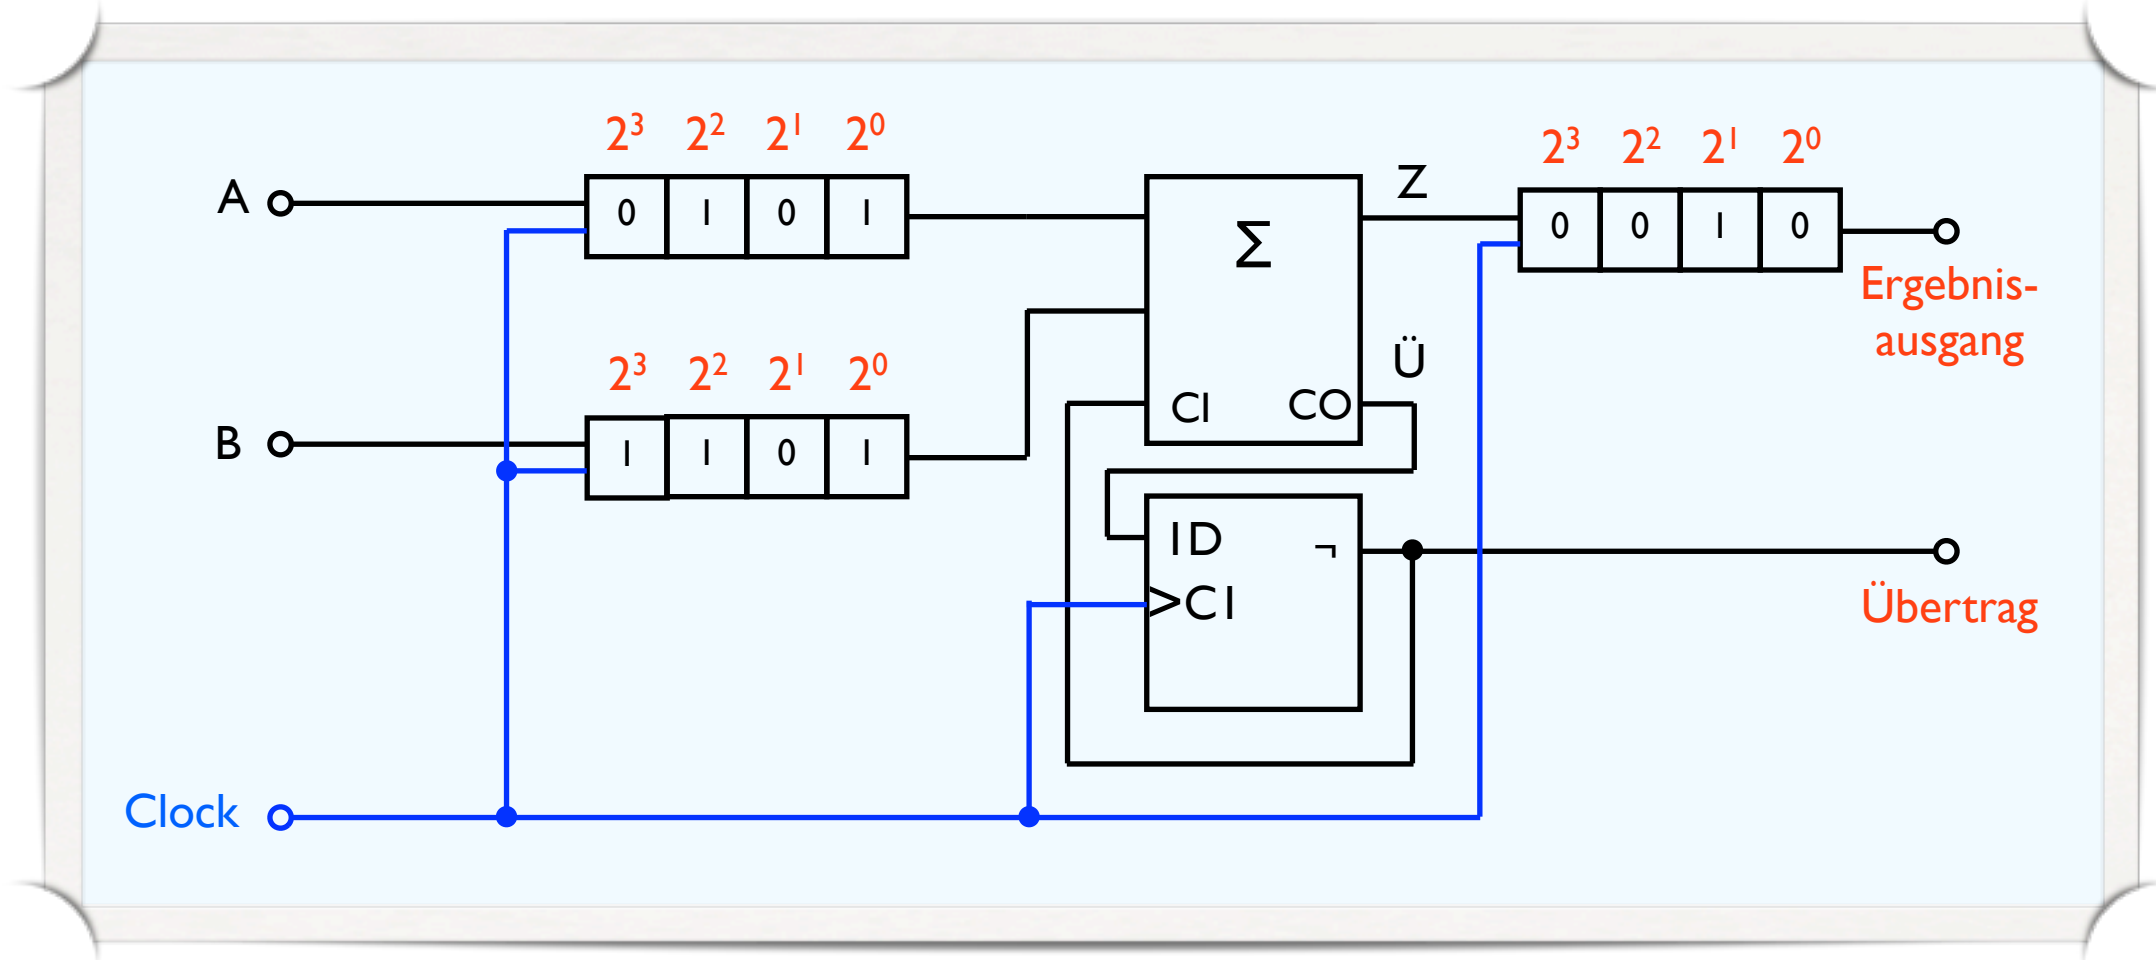 2³ 2² 2¹ 2⁰
A 0 1 0 1
Σ
Z
2³ 2² 2¹ 2⁰
0 0 1 0
Ergebnis-
ausgang
2³ 2² 2¹ 2⁰
B 1 1 0 1
CI CO
Ü
1D ¬
>C1
Übertrag
Clock